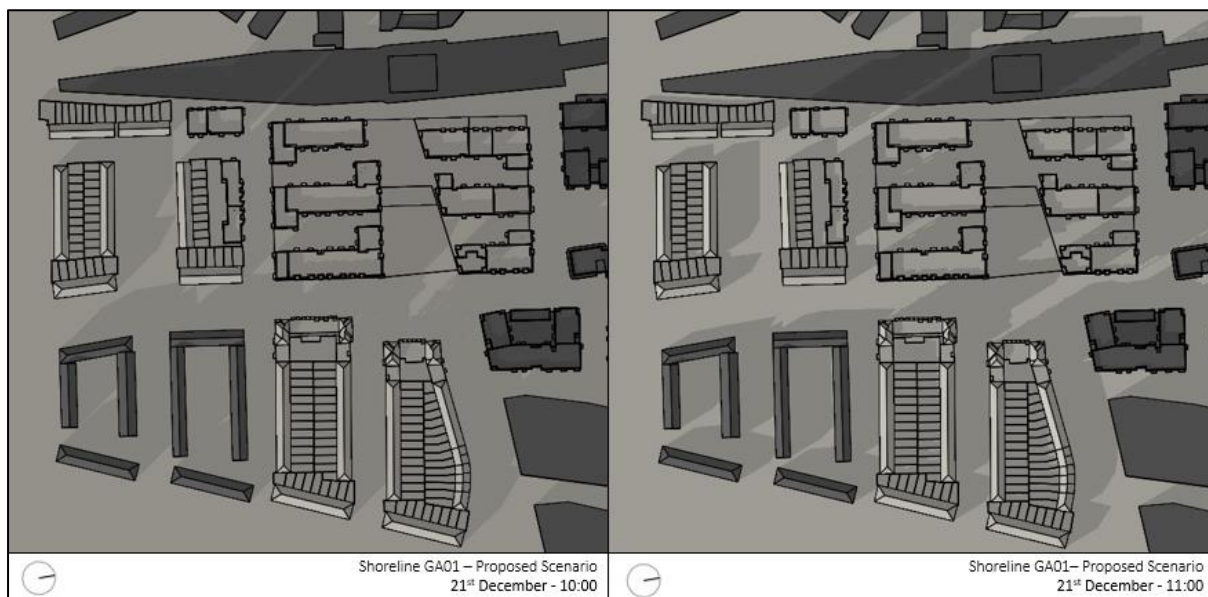 Shoreline GA01 – Proposed Scenario
21st December - 10:00
Shoreline GA01– Proposed Scenario
21st December - 11:00